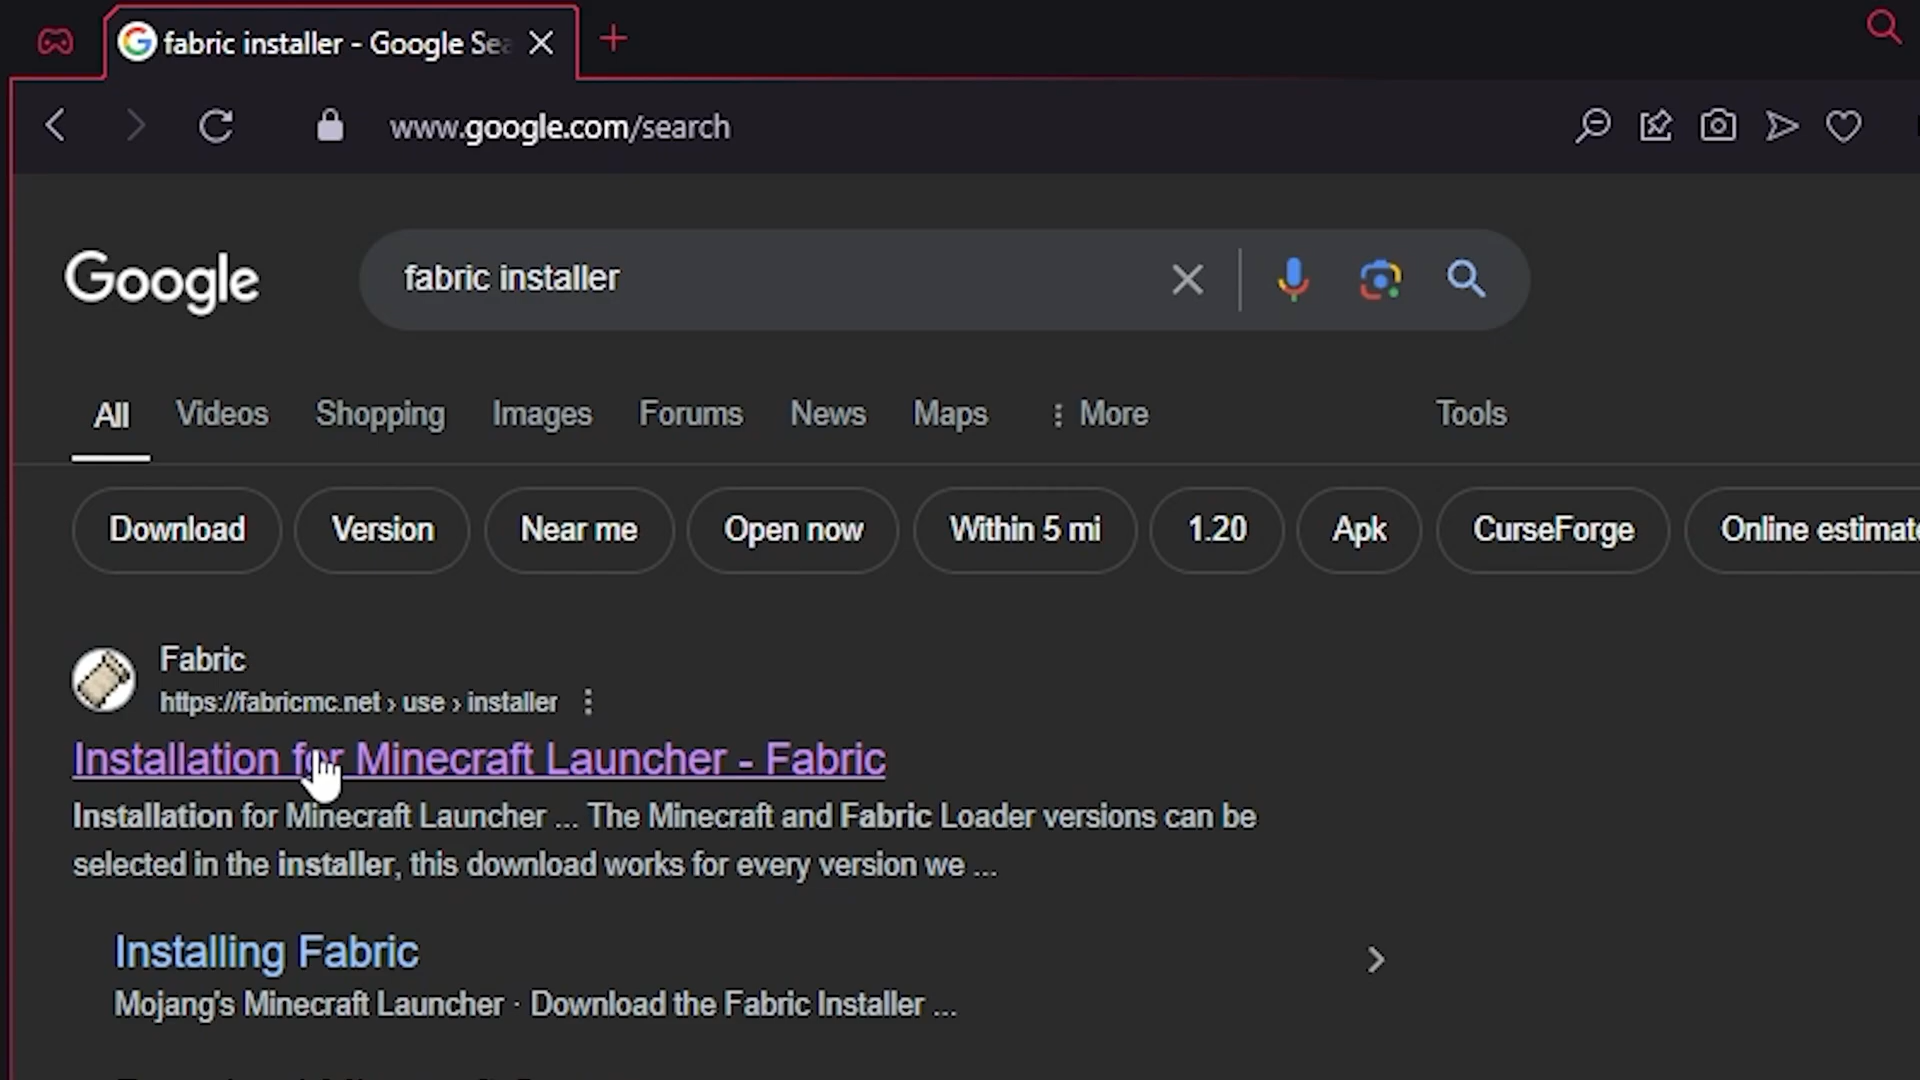 fabric installer - Google Sea
www.google.com/search
Google
fabric installer
All Videos Shopping Images Forums News Maps More Tools
Download Version Near me Open now Within 5 mi 1.20 Apk CurseForge Online estimate
Fabric
https://fabricmc.net › use › installer
Installation for Minecraft Launcher - Fabric
Installation for Minecraft Launcher ... The Minecraft and Fabric Loader versions can be
selected in the installer, this download works for every version we ...
Installing Fabric
Mojang's Minecraft Launcher · Download the Fabric Installer ...